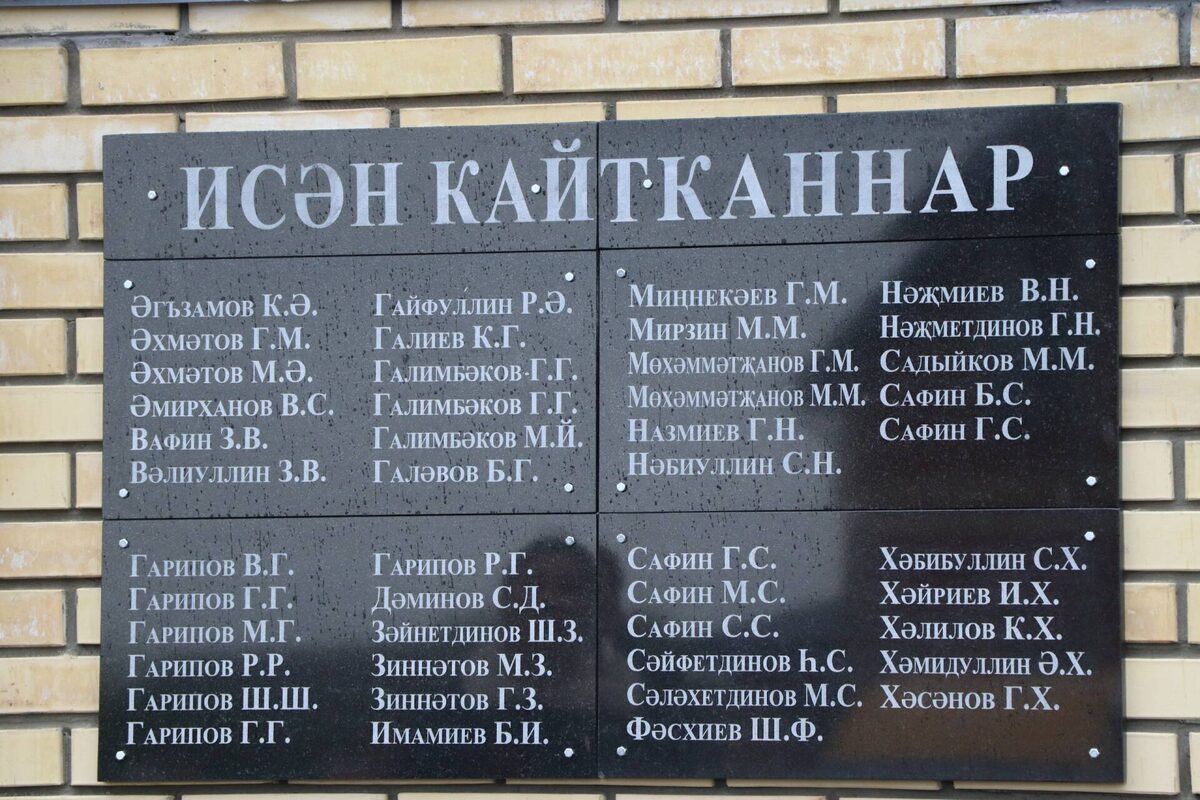 ИСӘН КАЙТКАННАР
Әгъзамов К.Ә.
Әхмәтов Г.М.
Әхмәтов М.Ә.
Әмирханов В.С.
Вафин З.В.
Вәлиуллин З.В.
Гайфуллин Р.Ә.
Галиев К.Г.
Галимбәков Г.Г.
Галимбәков Г.Г.
Галимбәков М.Й.
Галәвов Б.Г.
Миңнекәев Г.М.
Мирзин М.М.
Мөхәммәтҗанов Г.М.
Мөхәммәтҗанов М.М.
Назмиев Г.Н.
Нәбиуллин С.Н.
Нәҗмиев В.Н.
Нәҗметдинов Г.Н.
Садыйков М.М.
Сафин Б.С.
Сафин Г.С.
Гарипов В.Г.
Гарипов Г.Г.
Гарипов М.Г.
Гарипов Р.Р.
Гарипов Ш.Ш.
Гарипов Г.Г.
Гарипов Р.Г.
Дәминов С.Д.
Зәйнетдинов Ш.З.
Зиннәтов М.З.
Зиннәтов Г.З.
Имамиев Б.И.
Сафин Г.С.
Сафин М.С.
Сафин С.С.
Сәйфетдинов Һ.С.
Сәләхетдинов М.С.
Фәсхиев Ш.Ф.
Хәбибуллин С.Х.
Хәйриев И.Х.
Хәлилов К.Х.
Хәмидуллин Ә.Х.
Хәсәнов Г.Х.